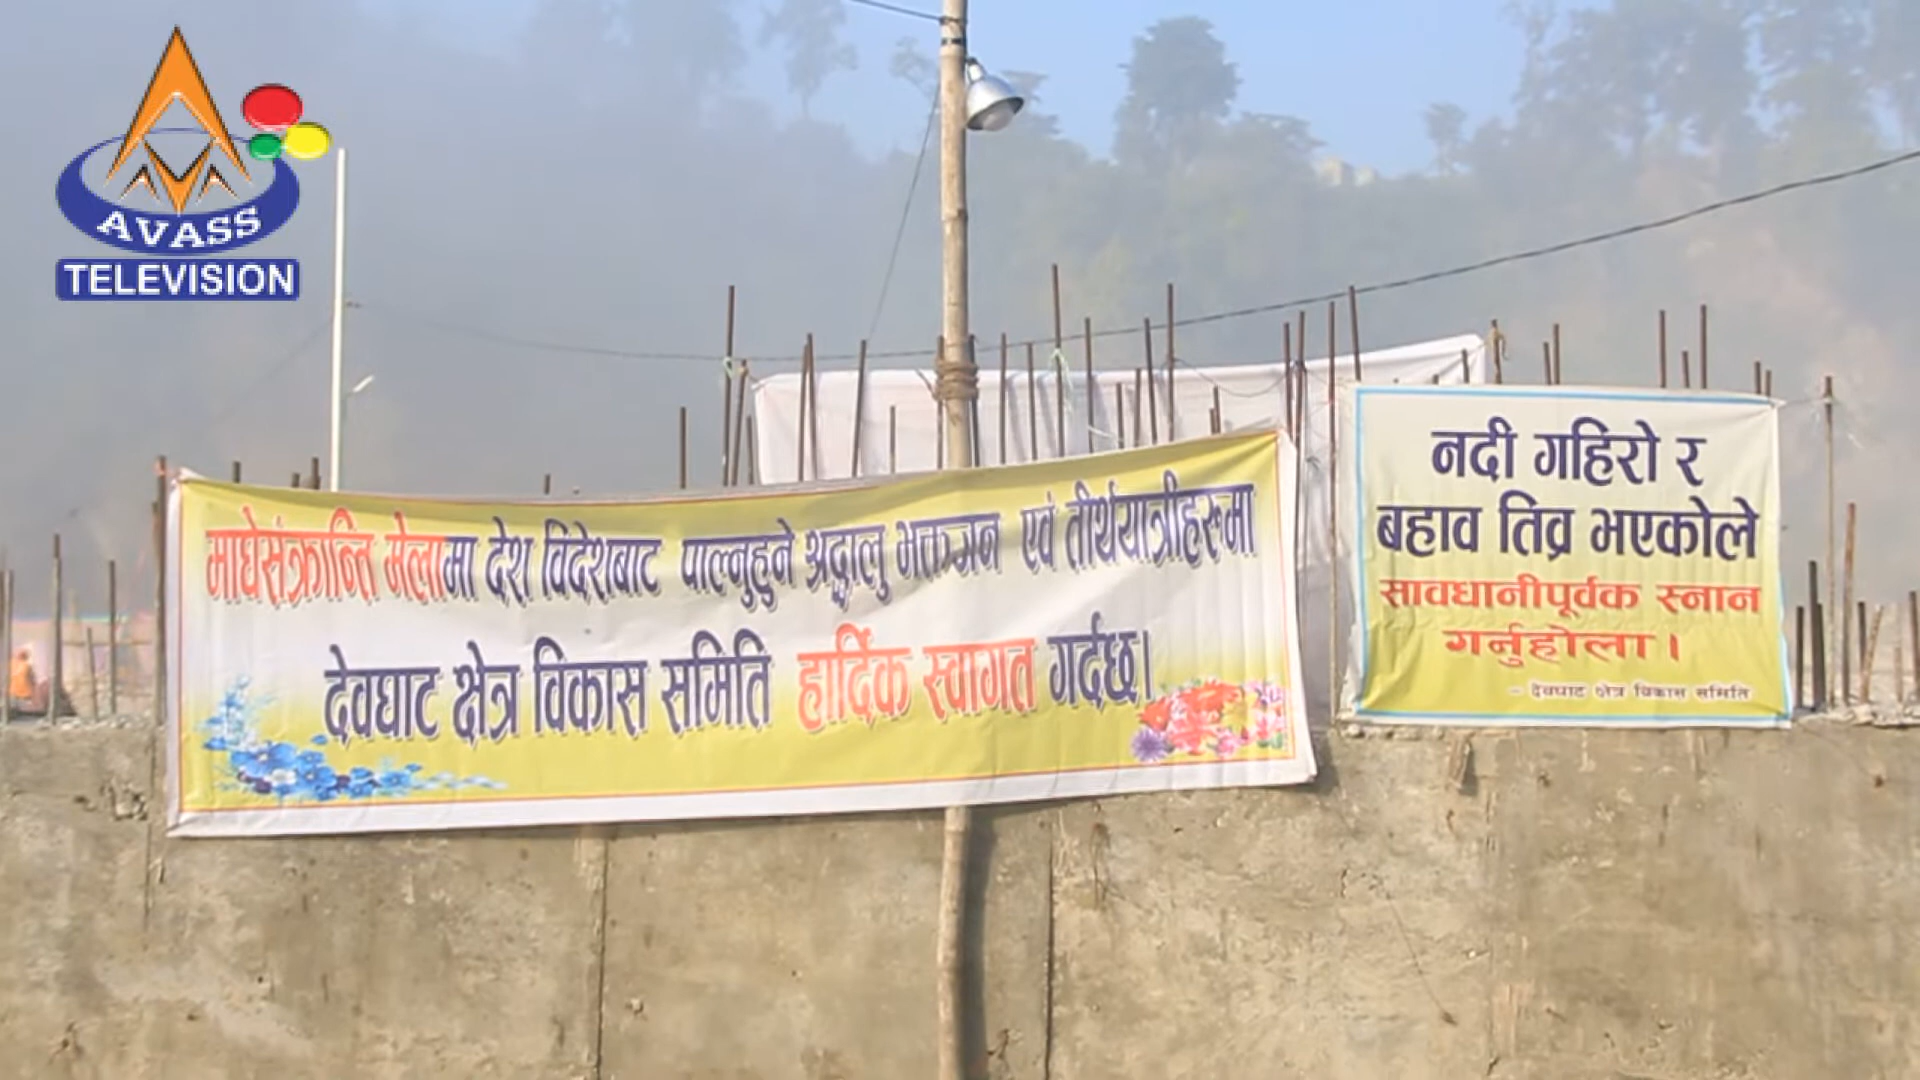 AVASS
TELEVISION
माघेसंक्रान्ति मेलामा देश विदेशबाट पाल्नुहुने श्रद्धालु भक्तजन एवं तीर्थयात्रीहरूमा
देवघाट क्षेत्र विकास समिति हार्दिक स्वागत गर्दछ।
नदी गहिरो र
बहाव तिव्र भएकोले
सावधानीपूर्वक स्नान
गर्नुहोला।
- देवघाट क्षेत्र विकास समिति